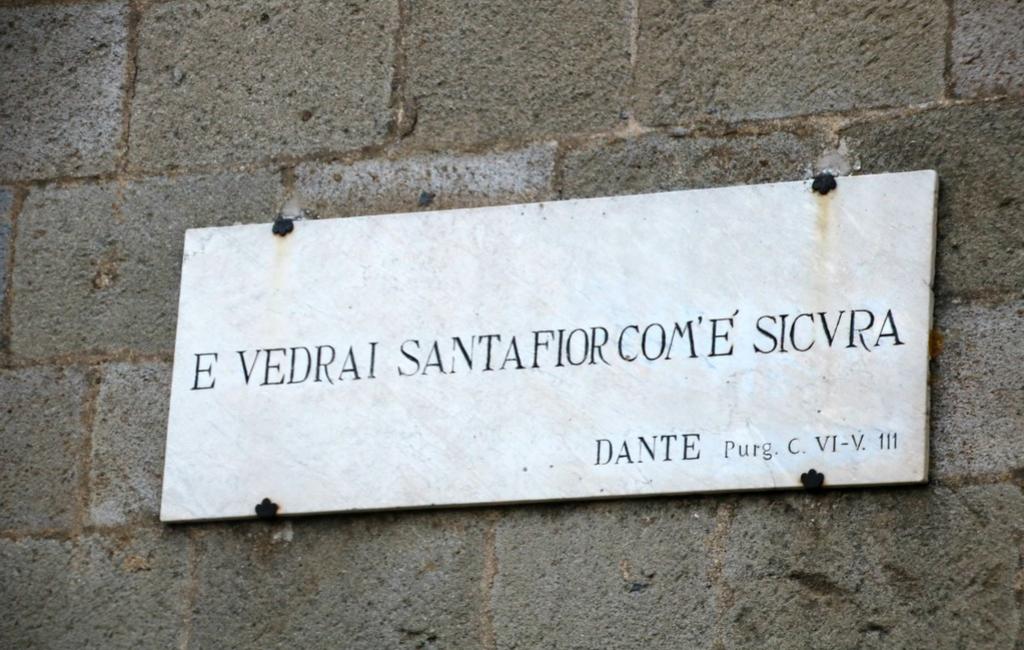 E VEDRAI SANTAFIOR COM'É SICVRA
DANTE Purg. C. VI-V. 111